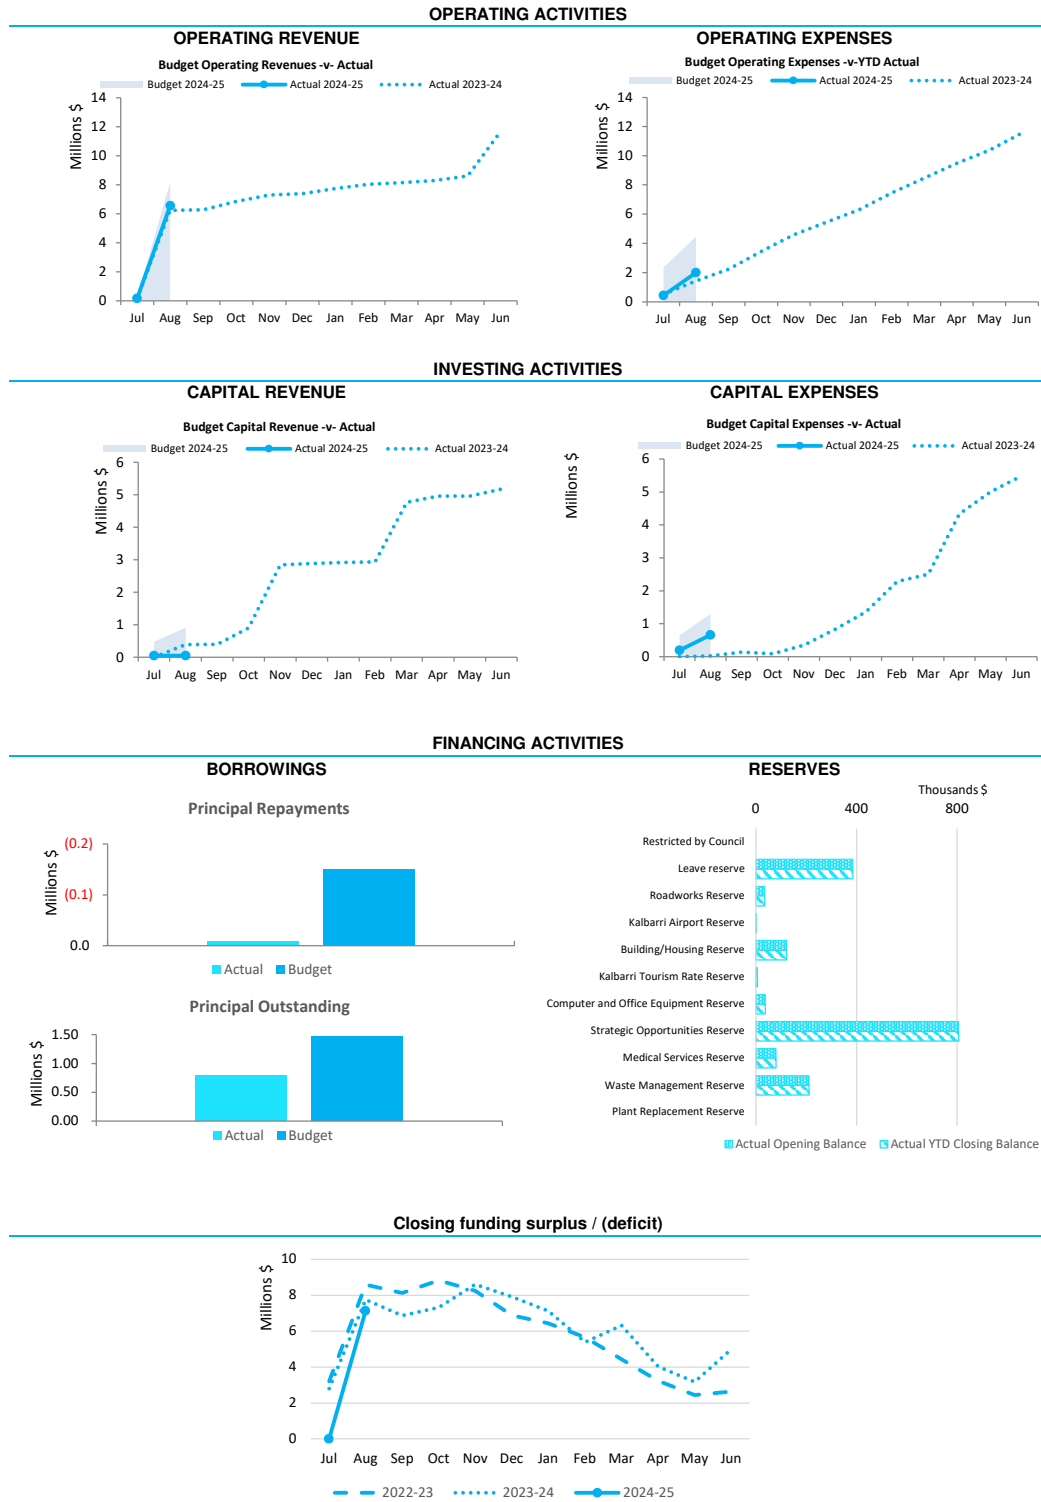 OPERATING ACTIVITIES
OPERATING REVENUE
Budget Operating Revenues -v- Actual
Budget 2024-25 Actual 2024-25 Actual 2023-24
Millions $
14
12
10
8
6
4
2
0
Jul Aug Sep Oct Nov Dec Jan Feb Mar Apr May Jun
OPERATING EXPENSES
Budget Operating Expenses -v-YTD Actual
Budget 2024-25 Actual 2024-25 Actual 2023-24
Millions $
14
12
10
8
6
4
2
0
Jul Aug Sep Oct Nov Dec Jan Feb Mar Apr May Jun
INVESTING ACTIVITIES
CAPITAL REVENUE
Budget Capital Revenue -v- Actual
Budget 2024-25 Actual 2024-25 Actual 2023-24
Millions $
6
5
4
3
2
1
0
Jul Aug Sep Oct Nov Dec Jan Feb Mar Apr May Jun
CAPITAL EXPENSES
Budget Capital Expenses -v- Actual
Budget 2024-25 Actual 2024-25 Actual 2023-24
Millions $
6
5
4
3
2
1
0
Jul Aug Sep Oct Nov Dec Jan Feb Mar Apr May Jun
FINANCING ACTIVITIES
BORROWINGS
Principal Repayments
Millions $
(0.2)
(0.1)
0.0
Actual Budget
Principal Outstanding
Millions $
1.50
1.00
0.50
0.00
Actual Budget
RESERVES
Thousands $
0 400 800
Restricted by Council
Leave reserve
Roadworks Reserve
Kalbarri Airport Reserve
Building/Housing Reserve
Kalbarri Tourism Rate Reserve
Computer and Office Equipment Reserve
Strategic Opportunities Reserve
Medical Services Reserve
Waste Management Reserve
Plant Replacement Reserve
Actual Opening Balance Actual YTD Closing Balance
Closing funding surplus / (deficit)
Millions $
10
8
6
4
2
0
Jul Aug Sep Oct Nov Dec Jan Feb Mar Apr May Jun
2022-23 2023-24 2024-25